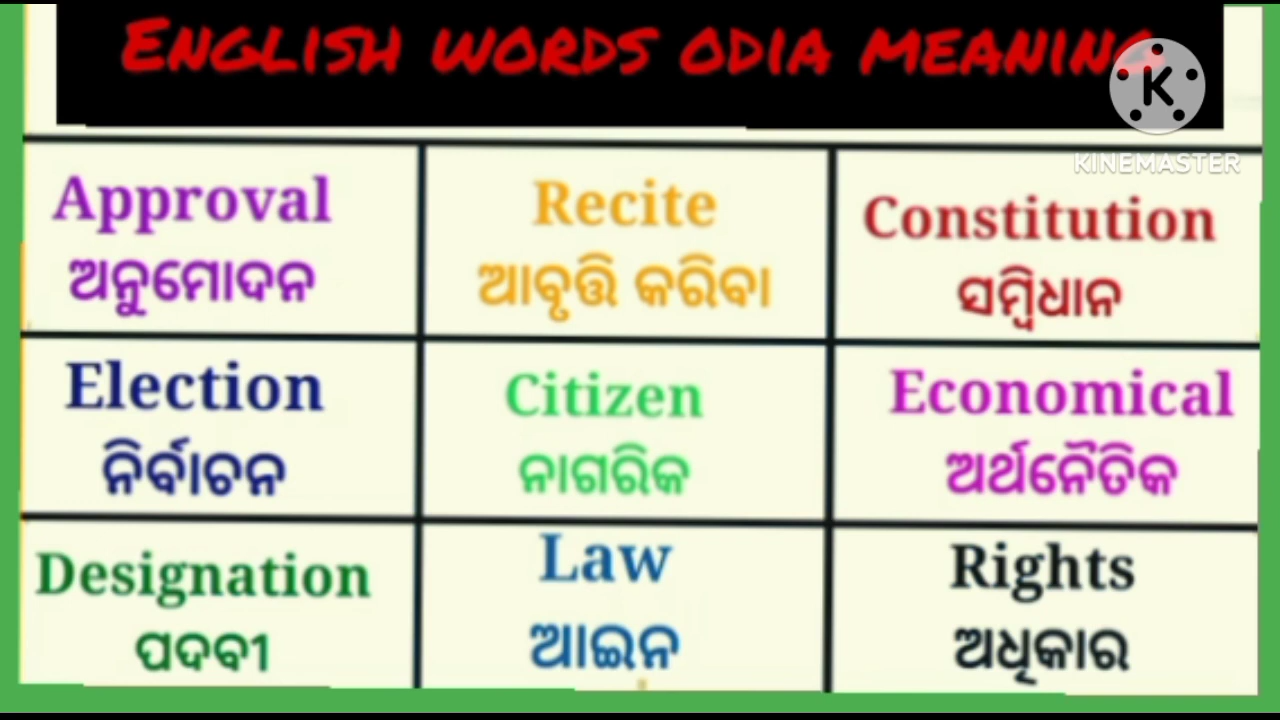 ENGLISH WORDS ODIA MEANING
K
KINEMASTER
Approval
ଅନୁମୋଦନ
Recite
ଆବୃତ୍ତି କରିବା
Constitution
ସମ୍ବିଧାନ
Election
ନିର୍ବାଚନ
Citizen
ନାଗରିକ
Economical
ଅର୍ଥନୈତିକ
Designation
ପଦବୀ
Law
ଆଇନ
Rights
ଅଧିକାର